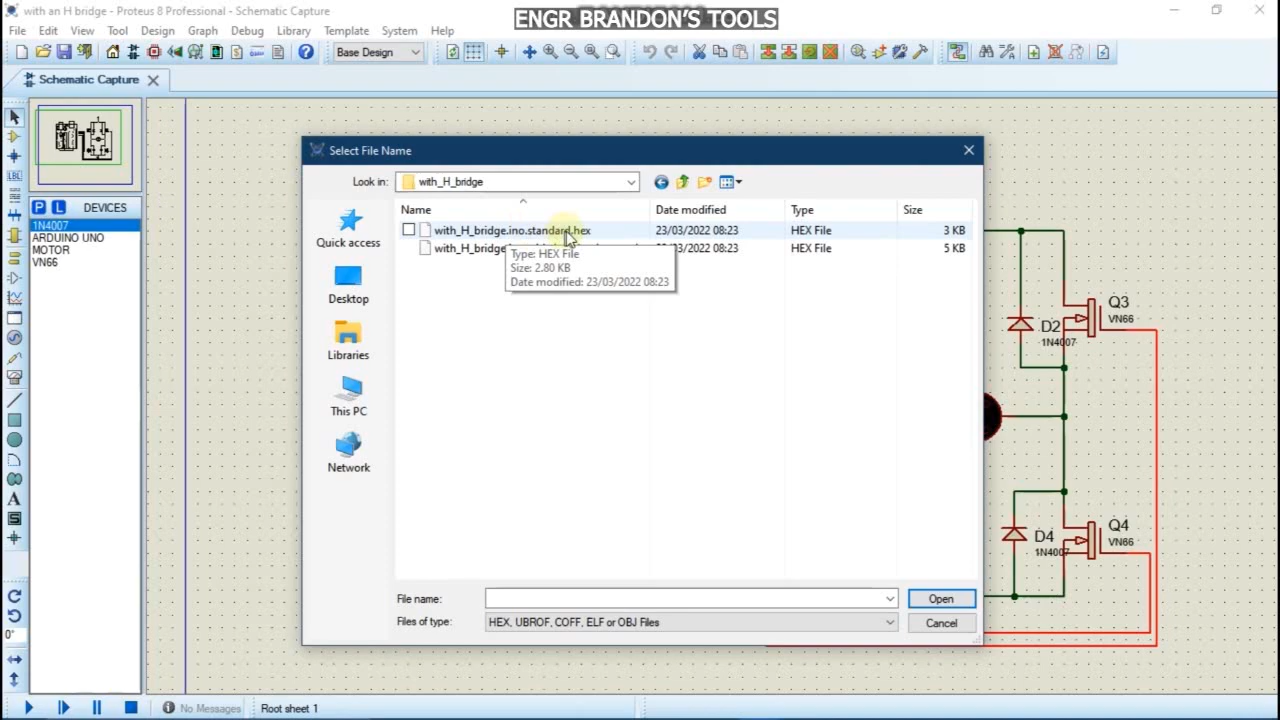 with an H bridge - Proteus 8 Professional - Schematic Capture
ENGR BRANDON'S TOOLS
File Edit View Tool Design Graph Debug Library Template System Help
Base Design
Schematic Capture
Select File Name
Look in: with_H_bridge
Name Date modified Type Size
with_H_bridge.ino.standard.hex 23/03/2022 08:23 HEX File 3 KB
with_H_bridge 08:23 HEX File 5 KB
Type: HEX File
Size: 2.80 KB
Date modified: 23/03/2022 08:23
Quick access
Desktop
Libraries
This PC
Network
File name: Open
Files of type: HEX, UBROF, COFF, ELF or OBJ Files Cancel
P L DEVICES
1N4007
ARDUINO UNO
MOTOR
VN66
LBL
A
S
0°
Q3
VN66
D2
1N4007
Q4
VN66
D4
1N4007
No Messages Root sheet 1